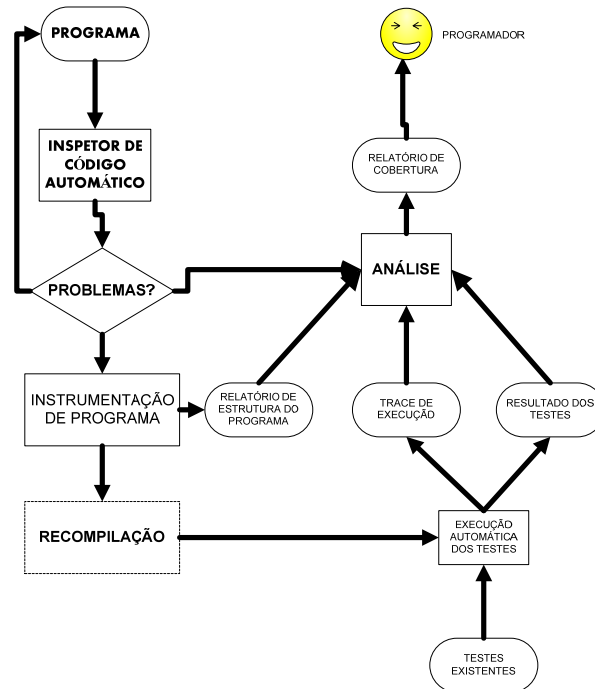 PROGRAMA
PROGRAMADOR
INSPETOR DE
CÓDIGO
AUTOMÁTICO
RELATÓRIO DE
COBERTURA
PROBLEMAS?
ANÁLISE
INSTRUMENTAÇÃO
DE PROGRAMA
RELATÓRIO DE
ESTRUTURA DO
PROGRAMA
TRACE DE
EXECUÇÃO
RESULTADO DOS
TESTES
RECOMPILAÇÃO
EXECUÇÃO
AUTOMÁTICA
DOS TESTES
TESTES
EXISTENTES